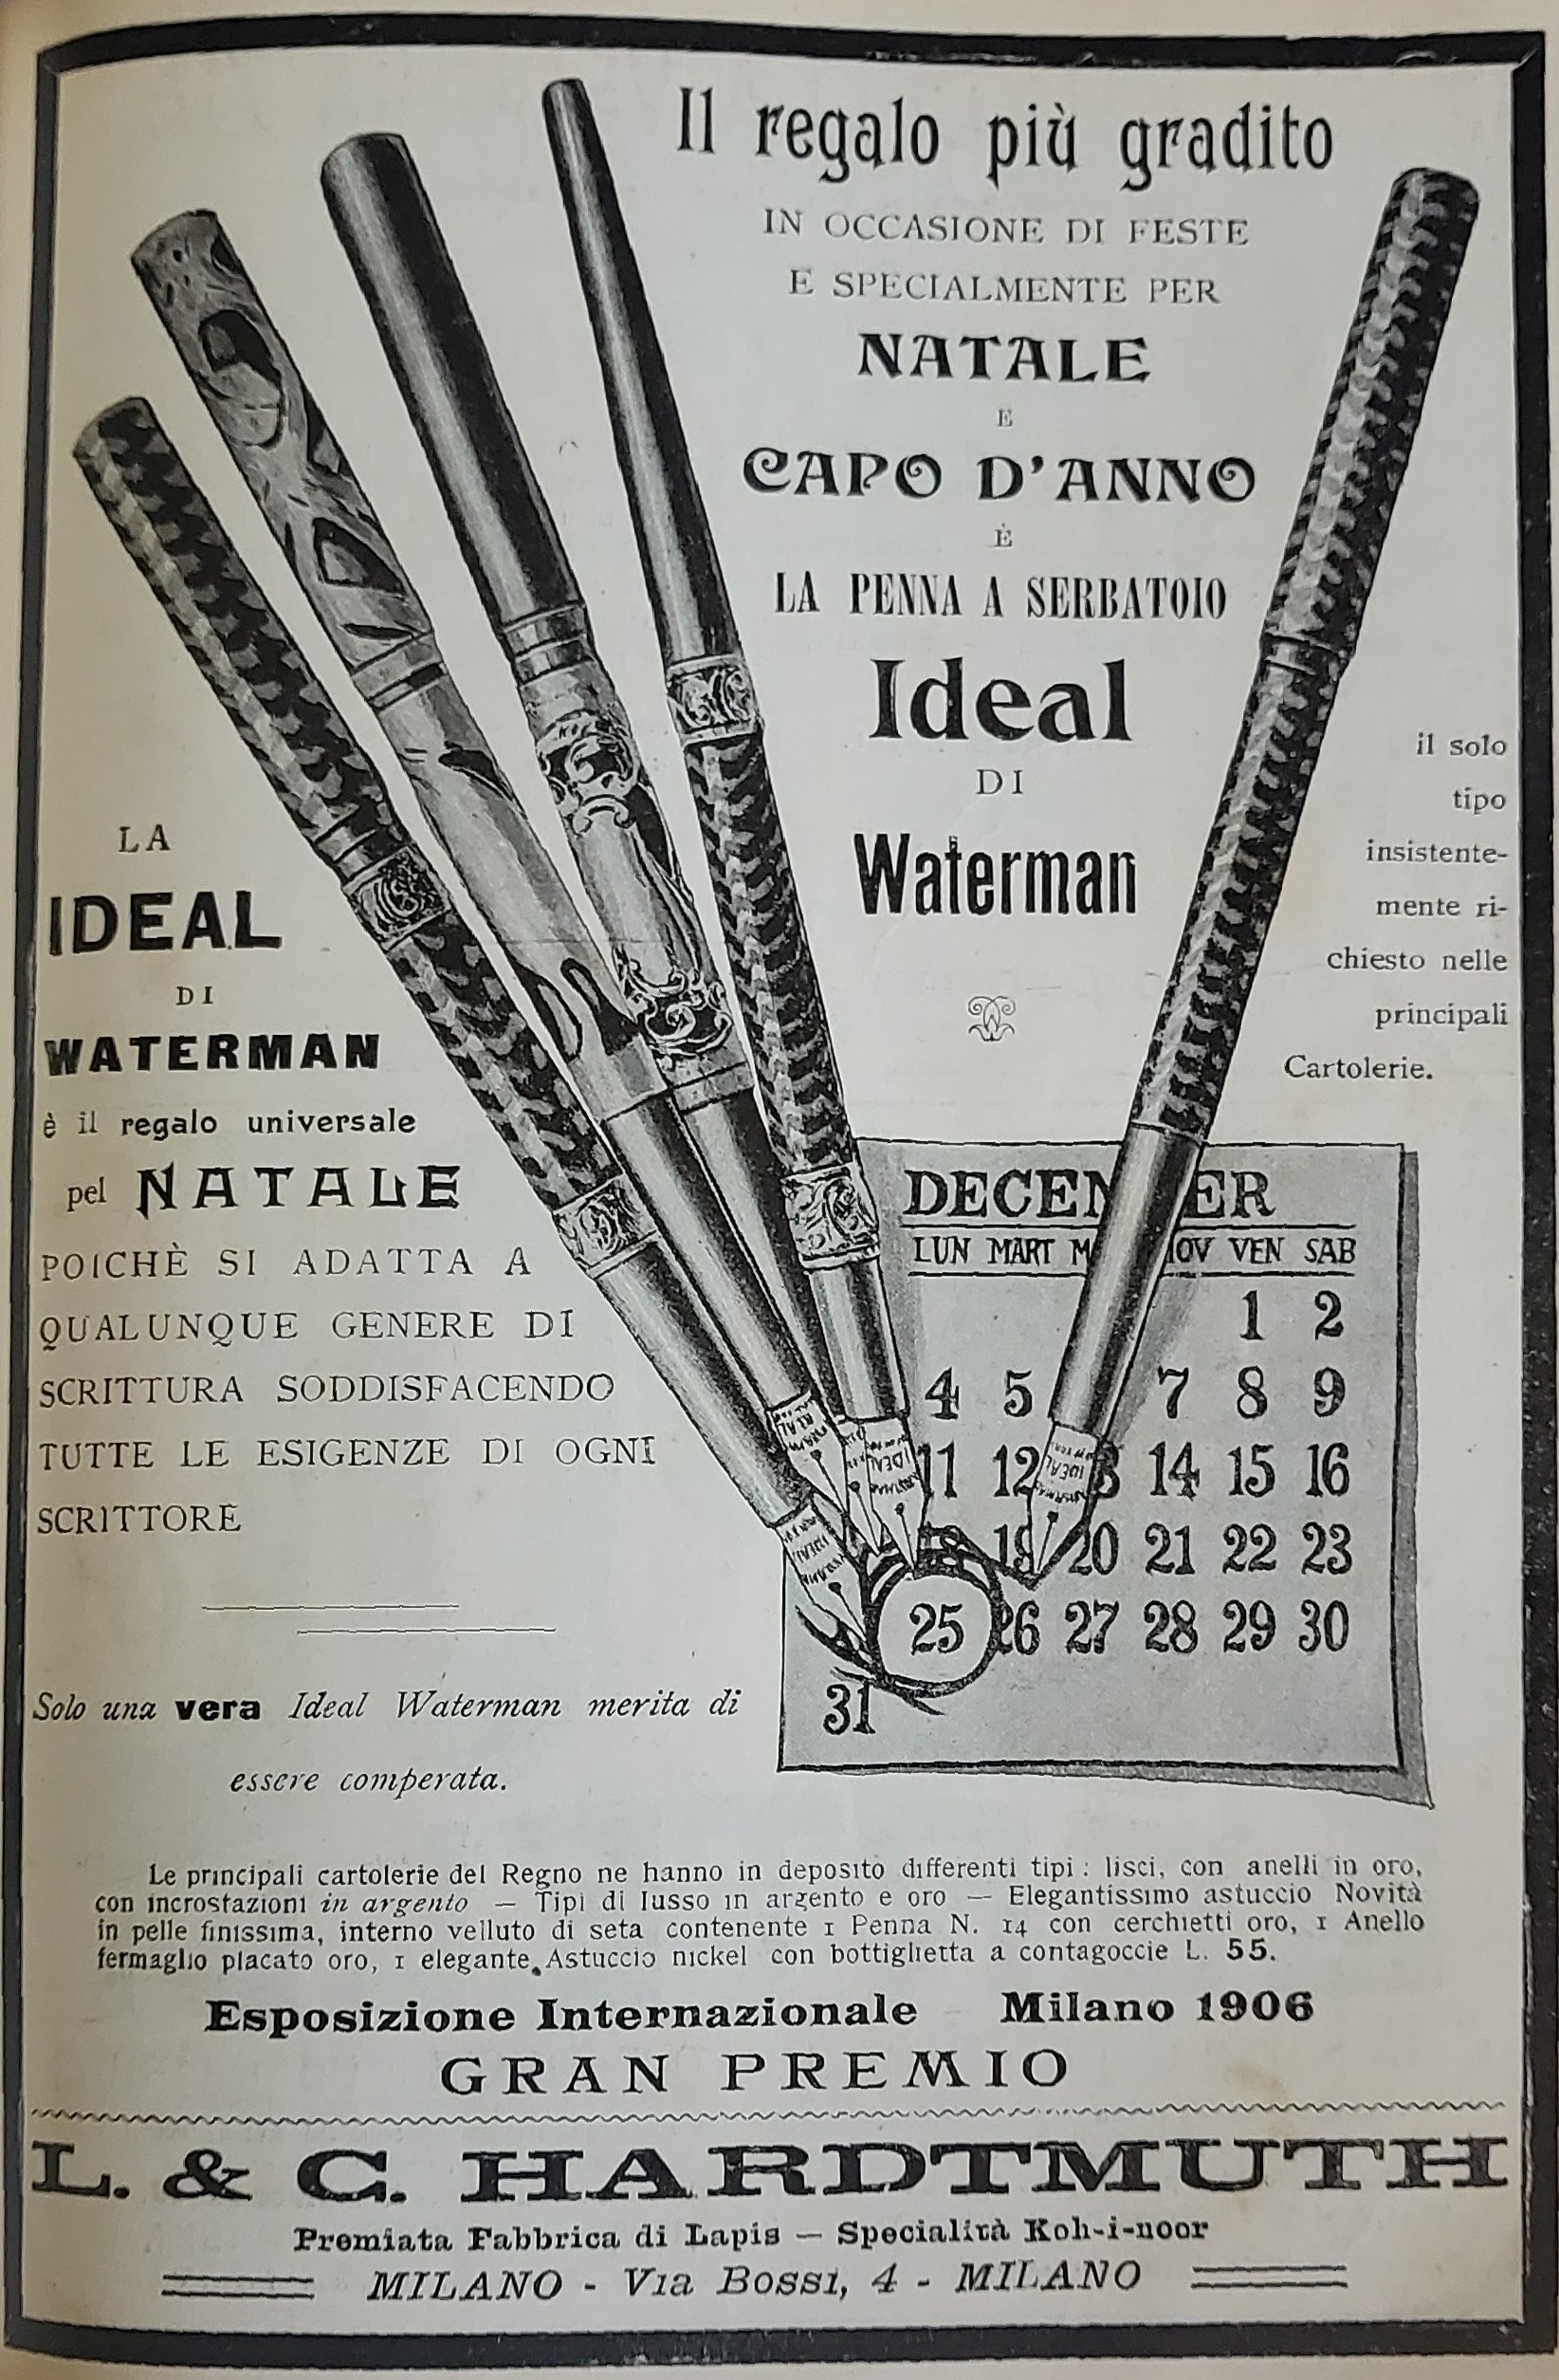 Il regalo più gradito
IN OCCASIONE DI FESTE
E SPECIALMENTE PER
NATALE
E
CAPO D'ANNO
È
LA PENNA A SERBATOIO
Ideal
DI
Waterman
il solo
tipo
insistente-
mente ri-
chiesto nelle
principali
Cartolerie.
LA
IDEAL
DI
WATERMAN
è il regalo universale
pel NATALE
POICHÈ SI ADATTA A
QUALUNQUE GENERE DI
SCRITTURA SODDISFACENDO
TUTTE LE ESIGENZE DI OGNI
SCRITTORE
DECEM ER
LUN MART M IOV VEN SAB
1 2
4 5 7 8 9
11 12 13 14 15 16
18 19 20 21 22 23
25 26 27 28 29 30
31
IDEAL
IDEAL
IDEAL
Solo una vera Ideal Waterman merita di
essere comperata.
Le principali cartolerie del Regno ne hanno in deposito differenti tipi : lisci, con anelli in oro,
con incrostazioni in argento — Tipi di lusso in argento e oro — Elegantissimo astuccio Novità
in pelle finissima, interno velluto di seta contenente 1 Penna N. 14 con cerchietti oro, 1 Anello
fermaglio placato oro, 1 elegante Astuccio nickel con bottiglietta a contagoccie L. 55.
Esposizione Internazionale Milano 1906
GRAN PREMIO
L. & C. HARDTMUTH
Premiata Fabbrica di Lapis — Specialità Koh-i-noor
MILANO - Via Bossi, 4 - MILANO